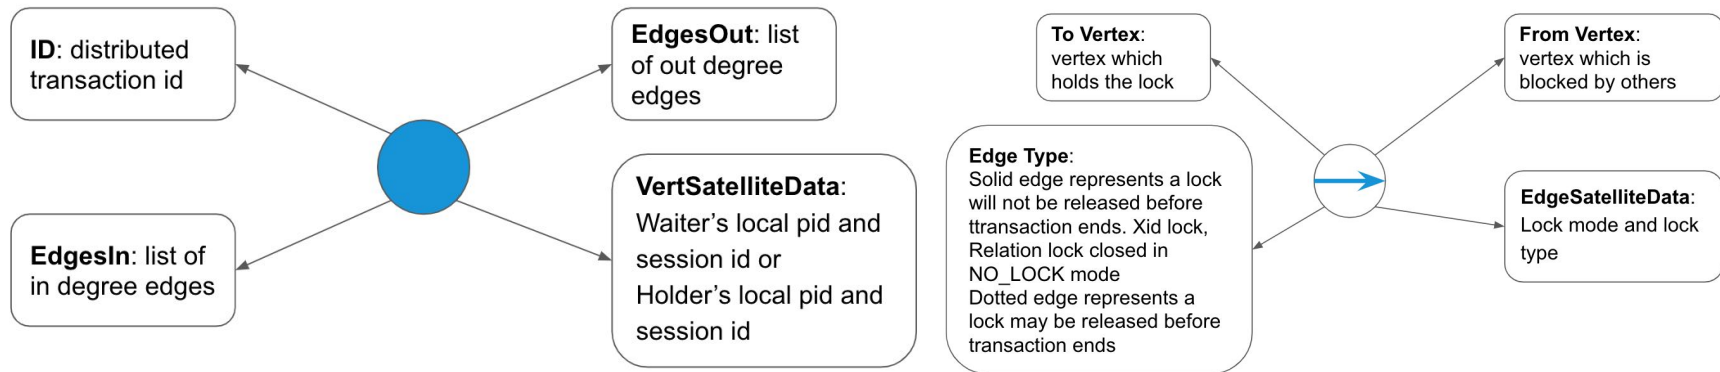 ID: distributed
transaction id
EdgesOut: list
of out degree
edges
EdgesIn: list of
in degree edges
VertSatelliteData:
Waiter’s local pid and
session id or
Holder’s local pid and
session id
To Vertex:
vertex which
holds the lock
From Vertex:
vertex which is
blocked by others
Edge Type:
Solid edge represents a lock
will not be released before
ttransaction ends. Xid lock,
Relation lock closed in
NO_LOCK mode
Dotted edge represents a
lock may be released before
transaction ends
EdgeSatelliteData:
Lock mode and lock
type